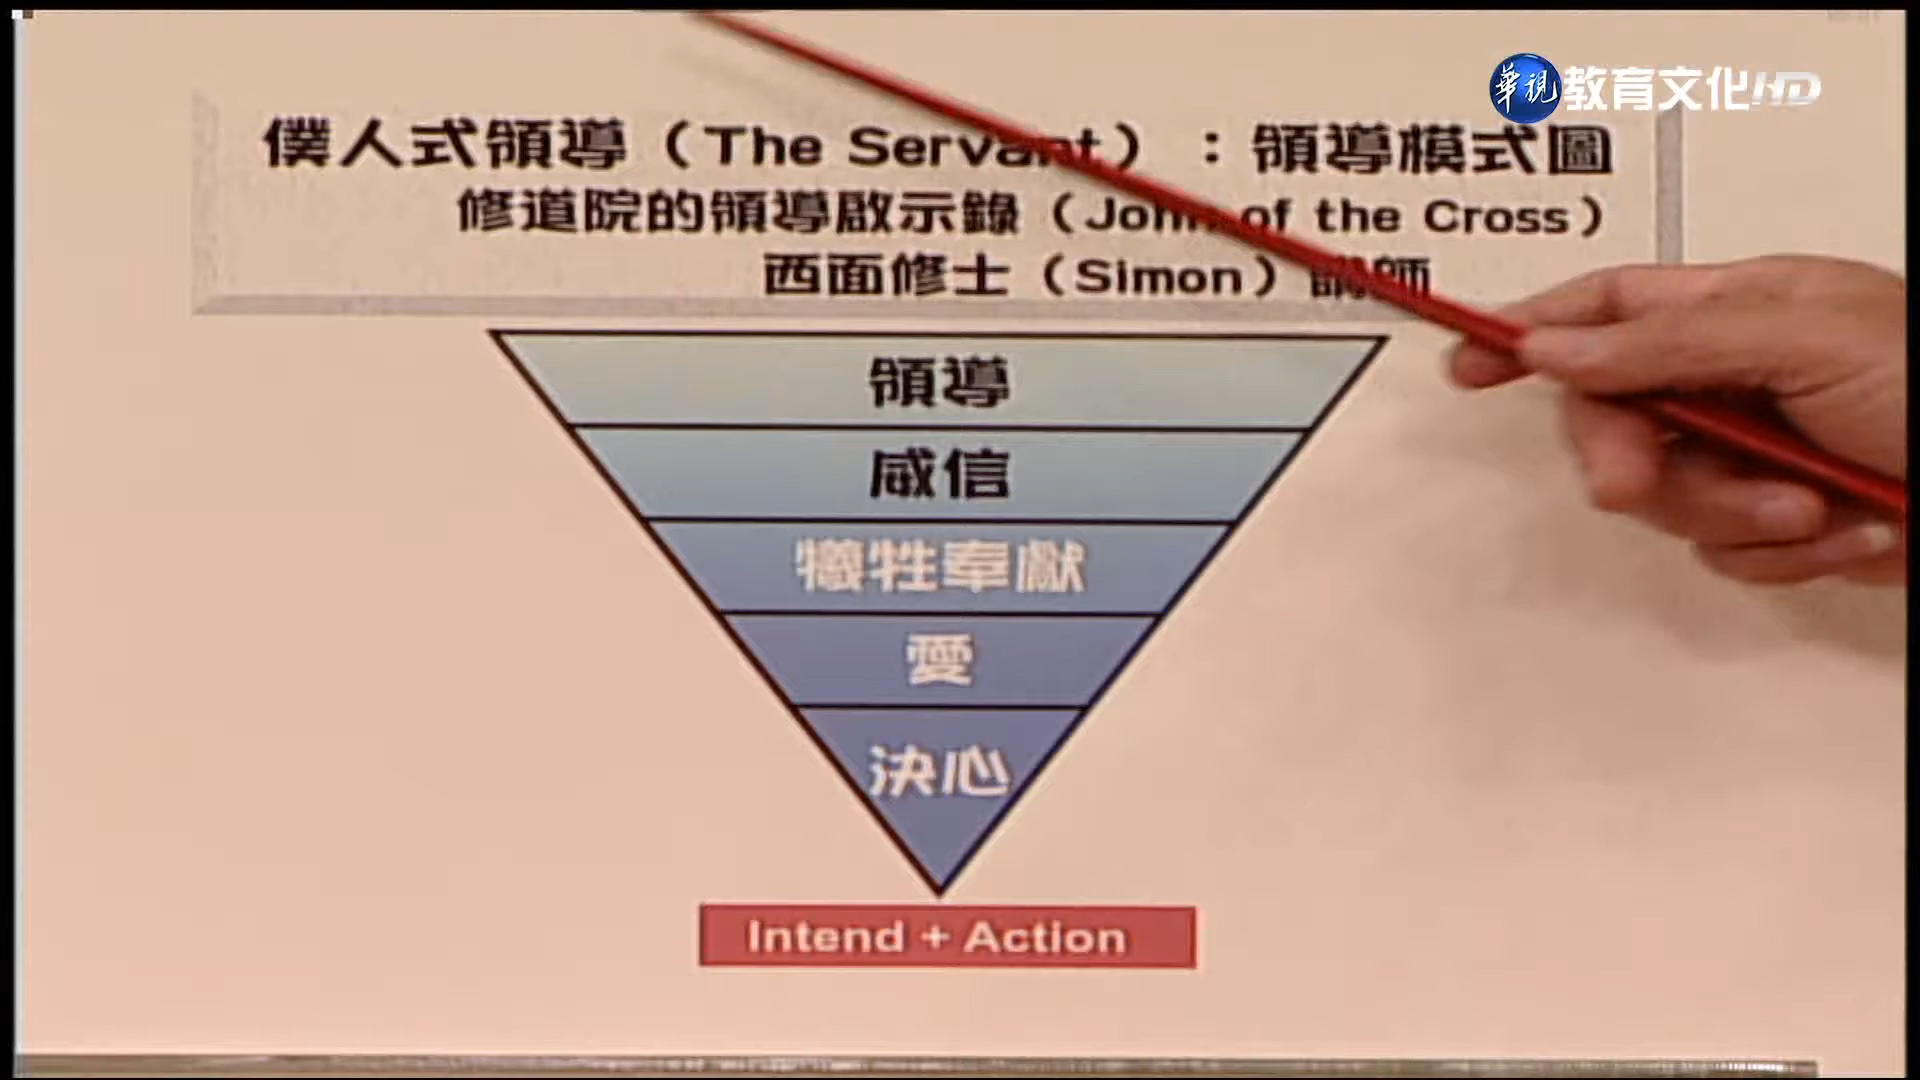 華視 教育文化HD
僕人式領導（The Servant）：領導模式圖
修道院的領導啟示錄（John of the Cross）
西面修士（Simon）講師
領導
威信
犧牲奉獻
愛
決心
Intend + Action